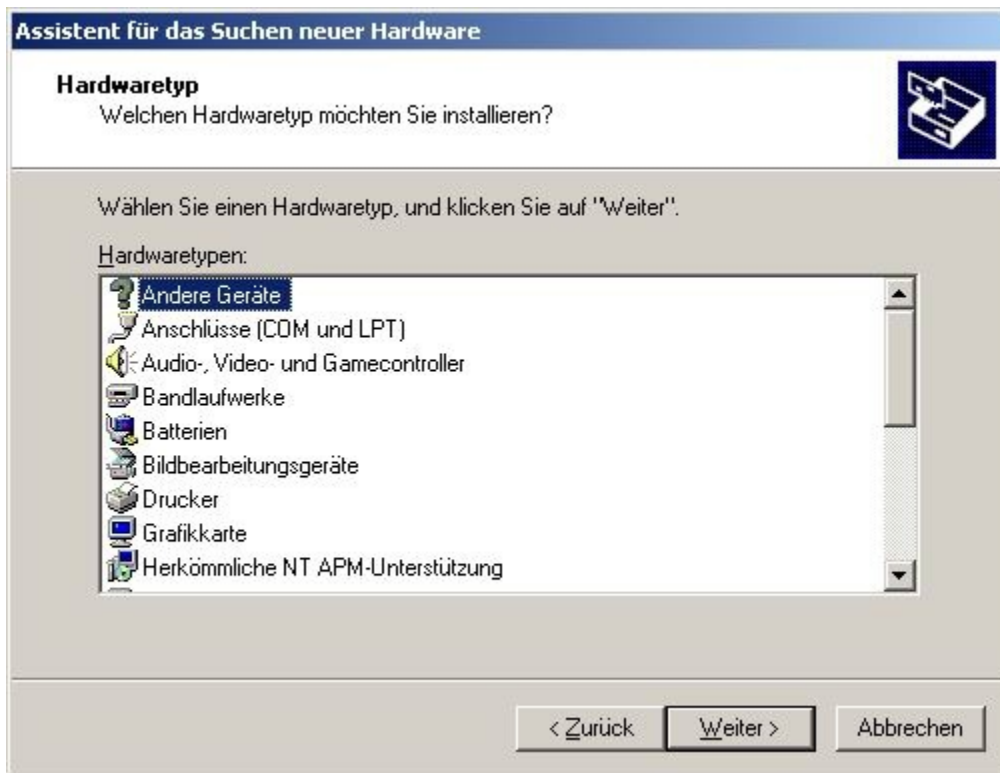 Assistent für das Suchen neuer Hardware
Hardwaretyp
Welchen Hardwaretyp möchten Sie installieren?
Wählen Sie einen Hardwaretyp, und klicken Sie auf "Weiter".
Hardwaretypen:
Andere Geräte
Anschlüsse (COM und LPT)
Audio-, Video- und Gamecontroller
Bandlaufwerke
Batterien
Bildbearbeitungsgeräte
Drucker
Grafikkarte
Herkömmliche NT APM-Unterstützung
< Zurück Weiter > Abbrechen